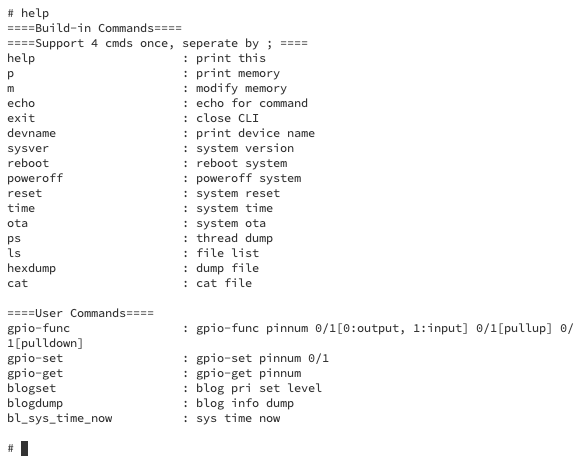 # help
====Build-in Commands====
====Support 4 cmds once, seperate by ; ====
help                     : print this
p                        : print memory
m                        : modify memory
echo                     : echo for command
exit                     : close CLI
devname                  : print device name
sysver                   : system version
reboot                   : reboot system
poweroff                 : poweroff system
reset                    : system reset
time                     : system time
ota                      : system ota
ps                       : thread dump
ls                       : file list
hexdump                  : dump file
cat                      : cat file

====User Commands====
gpio-func                : gpio-func pinnum 0/1[0:output, 1:input] 0/1[pullup] 0/
1[pulldown]
gpio-set                 : gpio-set pinnum 0/1
gpio-get                 : gpio-get pinnum
blogset                  : blog pri set level
blogdump                 : blog info dump
bl_sys_time_now          : sys time now

#